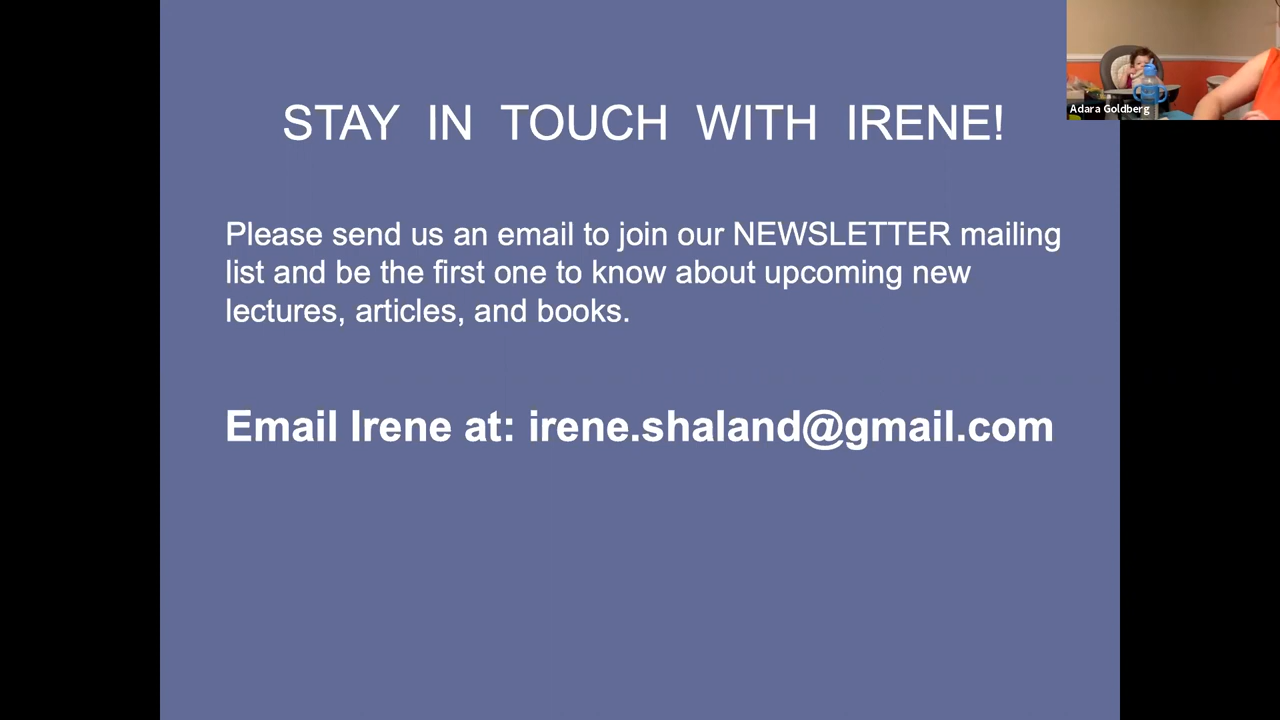 STAY IN TOUCH WITH IRENE!
Adara Goldberg
Please send us an email to join our NEWSLETTER mailing
list and be the first one to know about upcoming new
lectures, articles, and books.
Email Irene at: irene.shaland@gmail.com